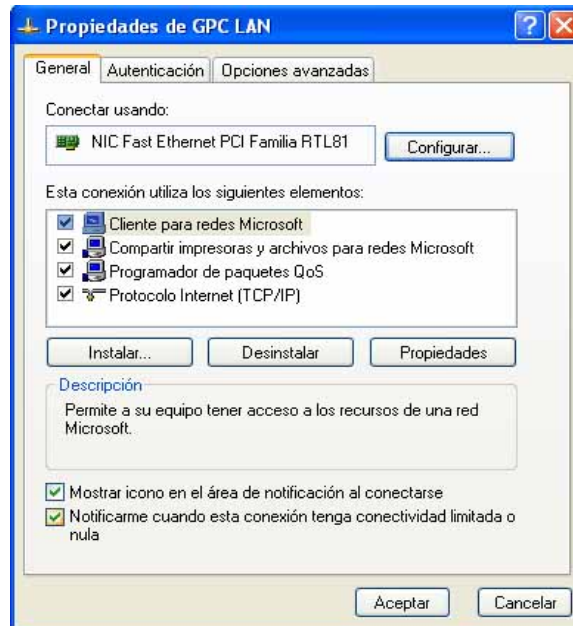 Propiedades de GPC LAN
General Autenticación Opciones avanzadas
Conectar usando:
NIC Fast Ethernet PCI Familia RTL81
Configurar...
Esta conexión utiliza los siguientes elementos:
Cliente para redes Microsoft
Compartir impresoras y archivos para redes Microsoft
Programador de paquetes QoS
Protocolo Internet (TCP/IP)
Instalar... Desinstalar Propiedades
Descripción
Permite a su equipo tener acceso a los recursos de una red
Microsoft.
Mostrar icono en el área de notificación al conectarse
Notificarme cuando esta conexión tenga conectividad limitada o
nula
Aceptar Cancelar